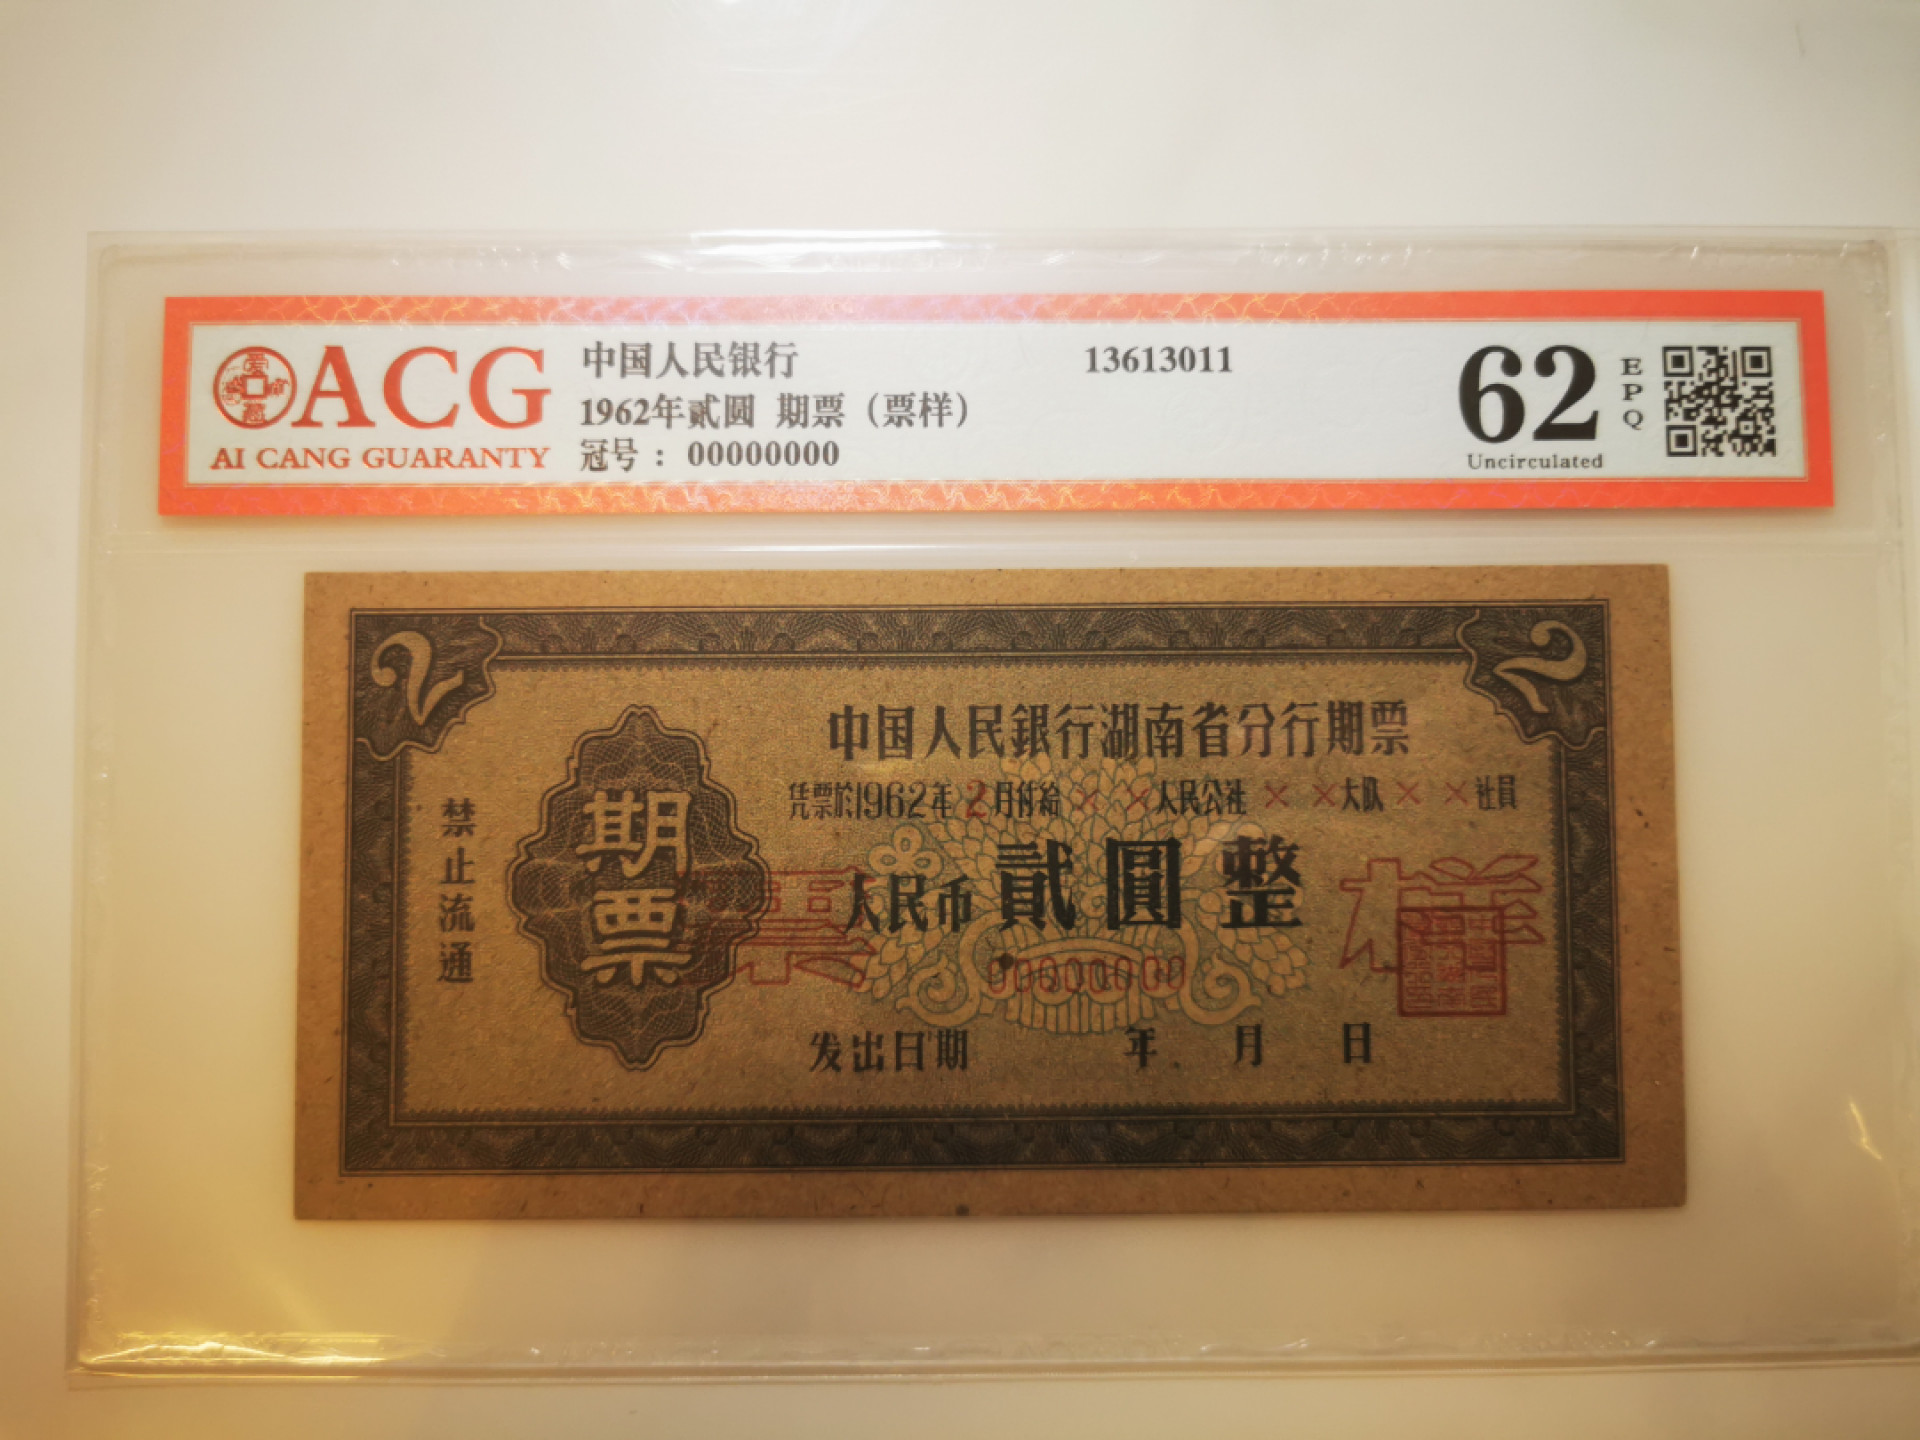 ACG
AI CANG GUARANTY
中国人民银行
1962年贰圆 期票（票样）
冠号：00000000
13613011
62
EPQ
Uncirculated
2
2
中国人民銀行湖南省分行期票
凭票於1962年2月付給××人民公社××大队××社員
禁止流通
期票
票样
人民币貳圓整
00000000
发出日期 年 月 日